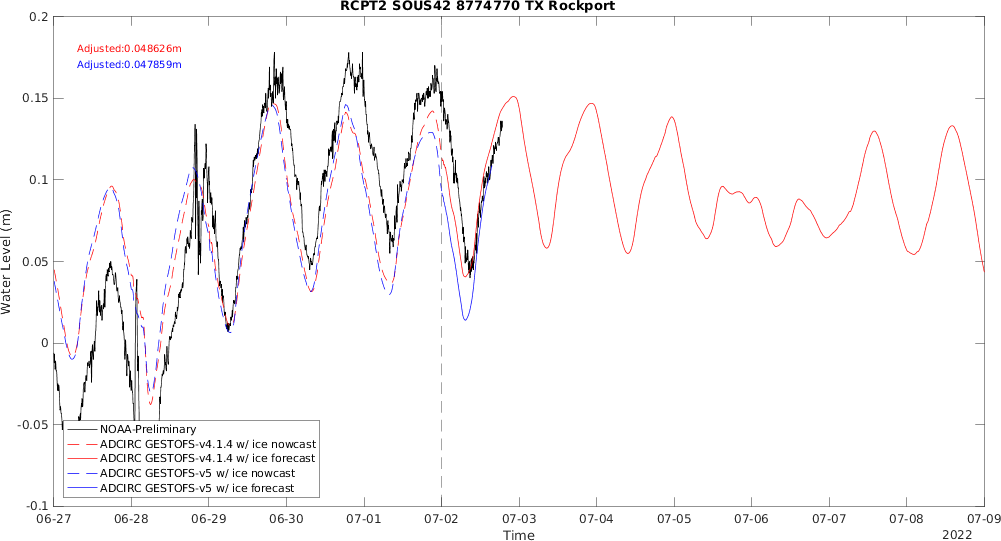 RCPT2 SOUS42 8774770 TX Rockport
0.2
Adjusted:0.048626m
Adjusted:0.047859m
0.15
0.1
0.05
0
-0.05
-0.1
Water Level (m)
NOAA-Preliminary
ADCIRC GESTOFS-v4.1.4 w/ ice nowcast
ADCIRC GESTOFS-v4.1.4 w/ ice forecast
ADCIRC GESTOFS-v5 w/ ice nowcast
ADCIRC GESTOFS-v5 w/ ice forecast
06-27 06-28 06-29 06-30 07-01 07-02 07-03 07-04 07-05 07-06 07-07 07-08 07-09
Time
2022